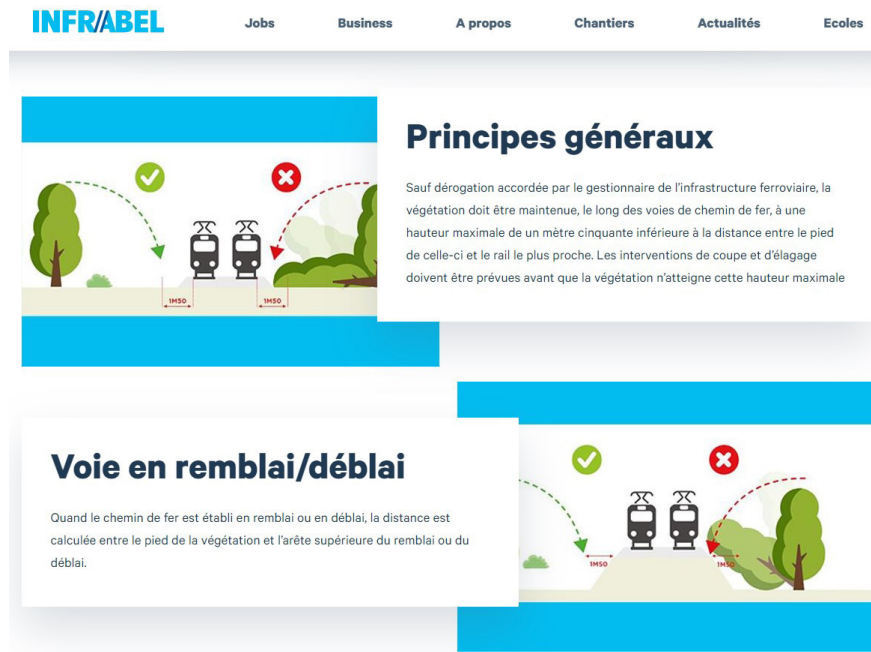 INFRABEL
Jobs
Business
A propos
Chantiers
Actualités
Ecoles
Principes généraux
Sauf dérogation accordée par le gestionnaire de l'infrastructure ferroviaire, la
végétation doit être maintenue, le long des voies de chemin de fer, à une
hauteur maximale de un mètre cinquante inférieure à la distance entre le pied
de celle-ci et le rail le plus proche. Les interventions de coupe et d'élagage
doivent être prévues avant que la végétation n'atteigne cette hauteur maximale
1M50
1M50
Voie en remblai/déblai
Quand le chemin de fer est établi en remblai ou en déblai, la distance est
calculée entre le pied de la végétation et l'arête supérieure du remblai ou du
déblai.
1M50
1M50